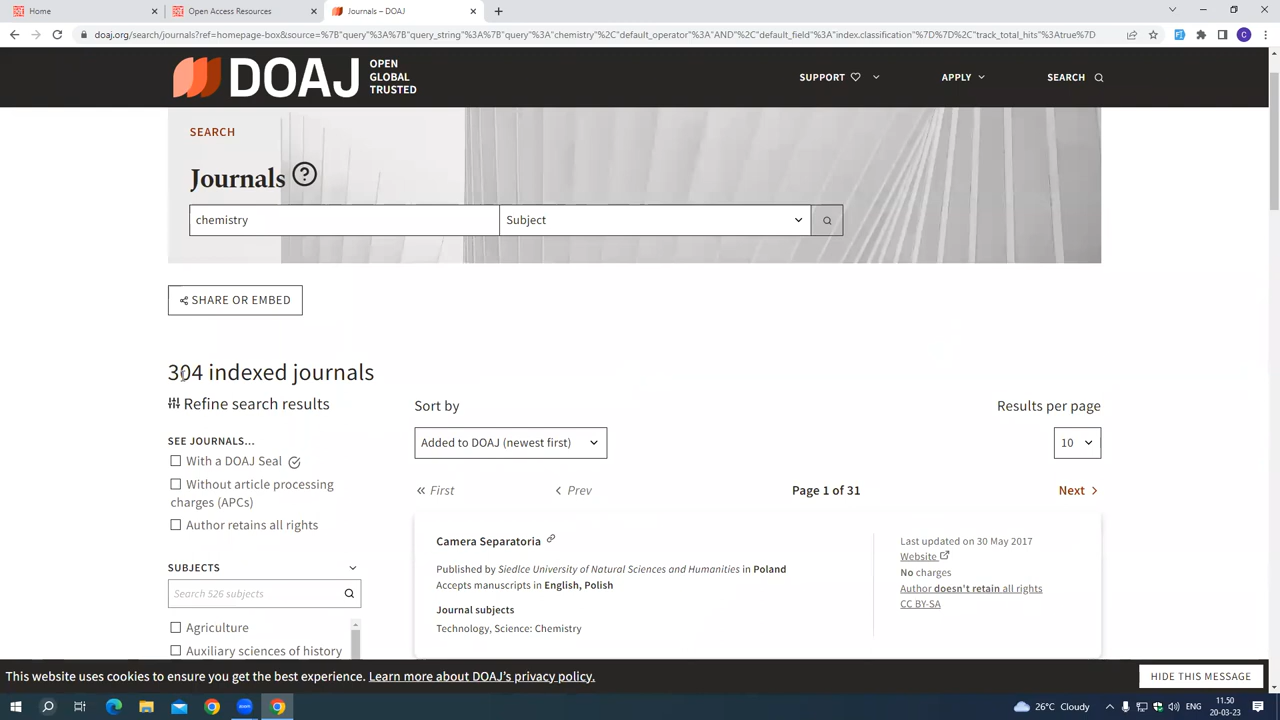 Home
Open Access Resources
Journals – DOAJ
doaj.org/search/journals?ref=homepage-box&source=%7B"query"%3A%7B"query_string"%3A%7B"query"%3A"chemistry"%2C"default_operator"%3A"AND"%2C"default_field"%3A"index.classification"%7D%7D%2C"track_total_hits"%3Atrue%7D
C
DOAJ
OPEN
GLOBAL
TRUSTED
SUPPORT
APPLY
SEARCH
SEARCH
Journals ?
chemistry
Subject
SHARE OR EMBED
304 indexed journals
Refine search results
Sort by
Results per page
SEE JOURNALS...
Added to DOAJ (newest first)
10
With a DOAJ Seal
Without article processing
charges (APCs)
« First
‹ Prev
Page 1 of 31
Next ›
Author retains all rights
Camera Separatoria
Last updated on 30 May 2017
Website
Published by Siedlce University of Natural Sciences and Humanities in Poland
No charges
Accepts manuscripts in English, Polish
Author doesn't retain all rights
CC BY-SA
SUBJECTS
Search 526 subjects
Journal subjects
Technology, Science: Chemistry
Agriculture
Auxiliary sciences of history
This website uses cookies to ensure you get the best experience. Learn more about DOAJ's privacy policy.
HIDE THIS MESSAGE
26°C Cloudy
ENG
11.50
20-03-23